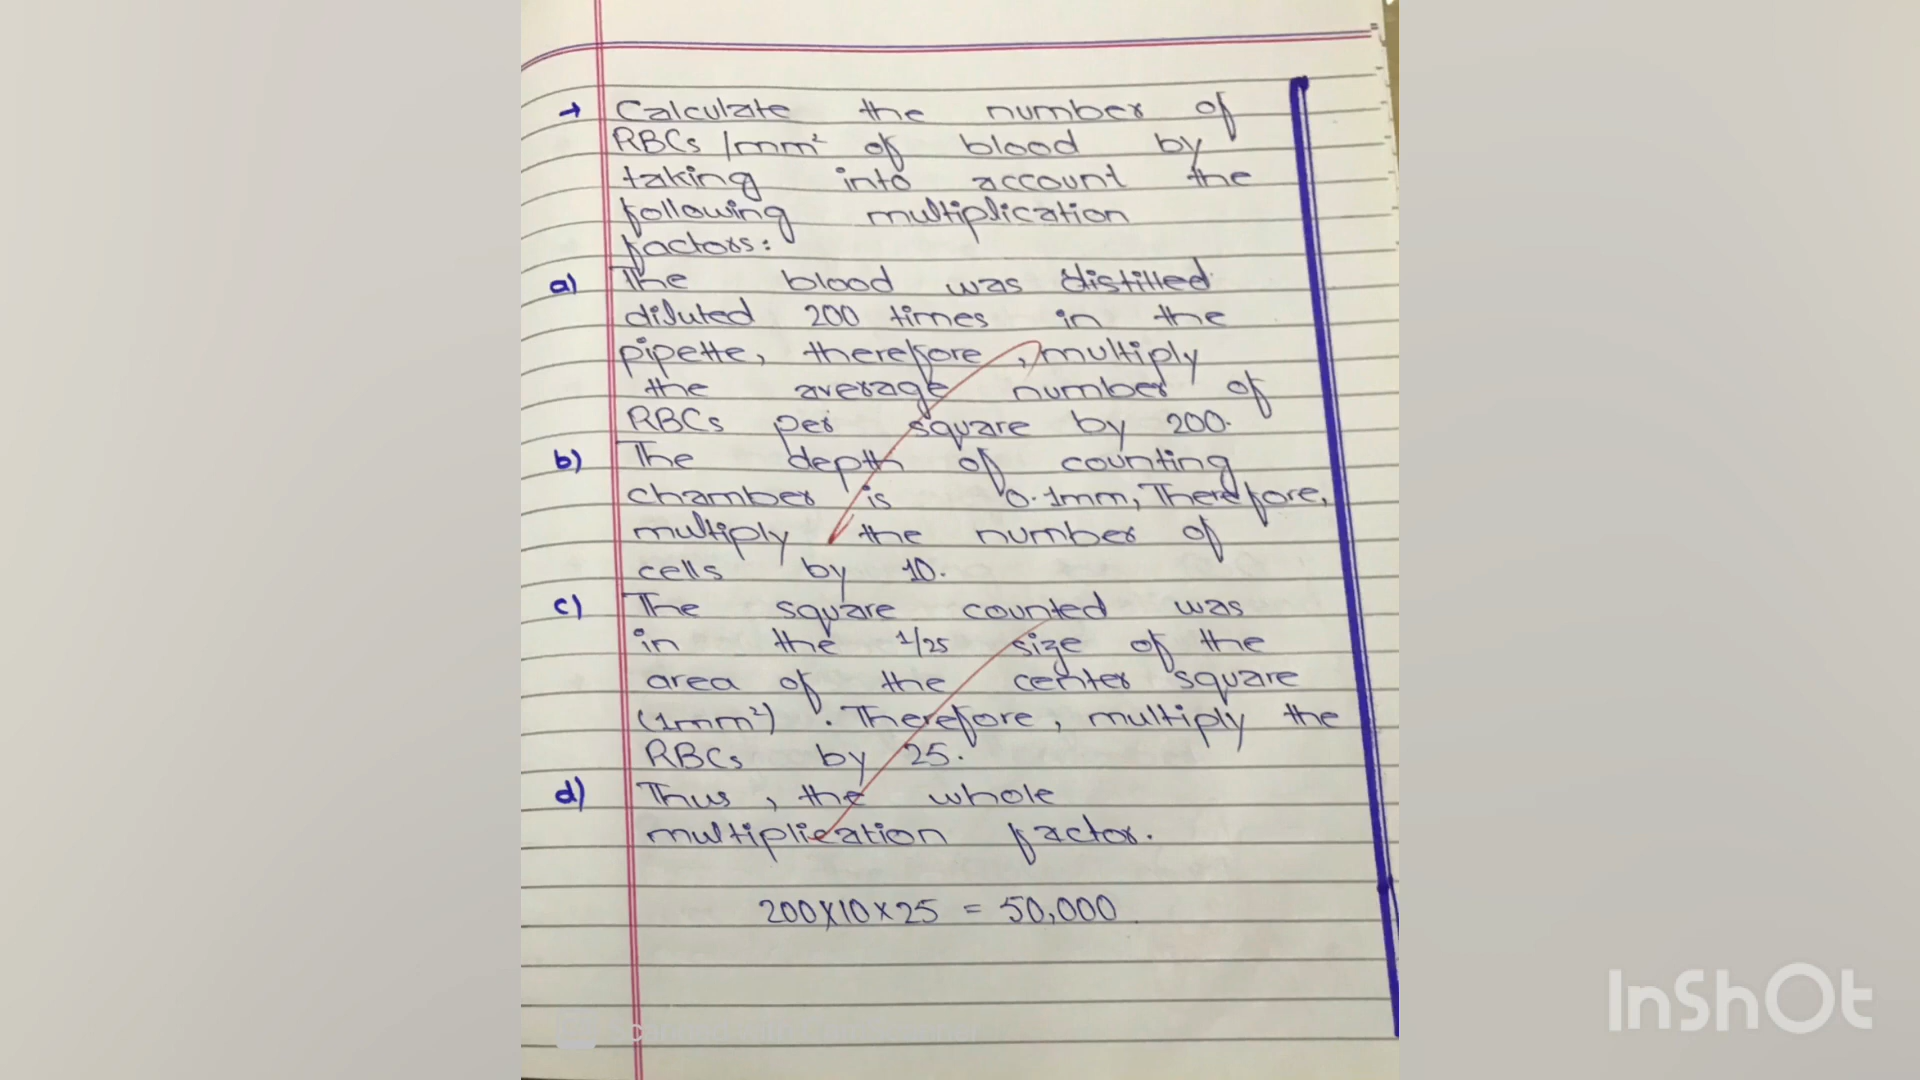 → Calculate the number of
RBCs /mm² of blood by
taking into account the
following multiplication
factors:
a) The blood was distilled
diluted 200 times in the
pipette, therefore, multiply
the average number of
RBCs per square by 200.
b) The depth of counting
chamber is 0.1mm, Therefore,
multiply the number of
cells by 10.
c) The square counted was
in the 1/25 size of the
area of the center square
(1mm²). Therefore, multiply the
RBCs by 25.
d) Thus, the whole
multiplication factor.
200X10×25 = 50,000
InShOt